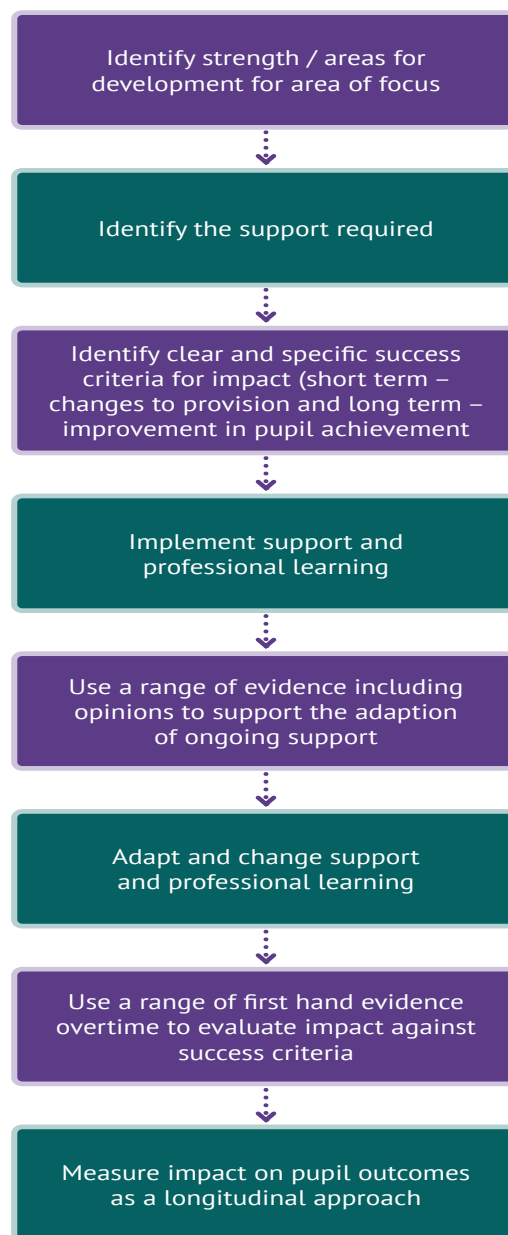 Identify strength / areas for
development for area of focus
Identify the support required
Identify clear and specific success
criteria for impact (short term –
changes to provision and long term –
improvement in pupil achievement
Implement support and
professional learning
Use a range of evidence including
opinions to support the adaption
of ongoing support
Adapt and change support
and professional learning
Use a range of first hand evidence
overtime to evaluate impact against
success criteria
Measure impact on pupil outcomes
as a longitudinal approach